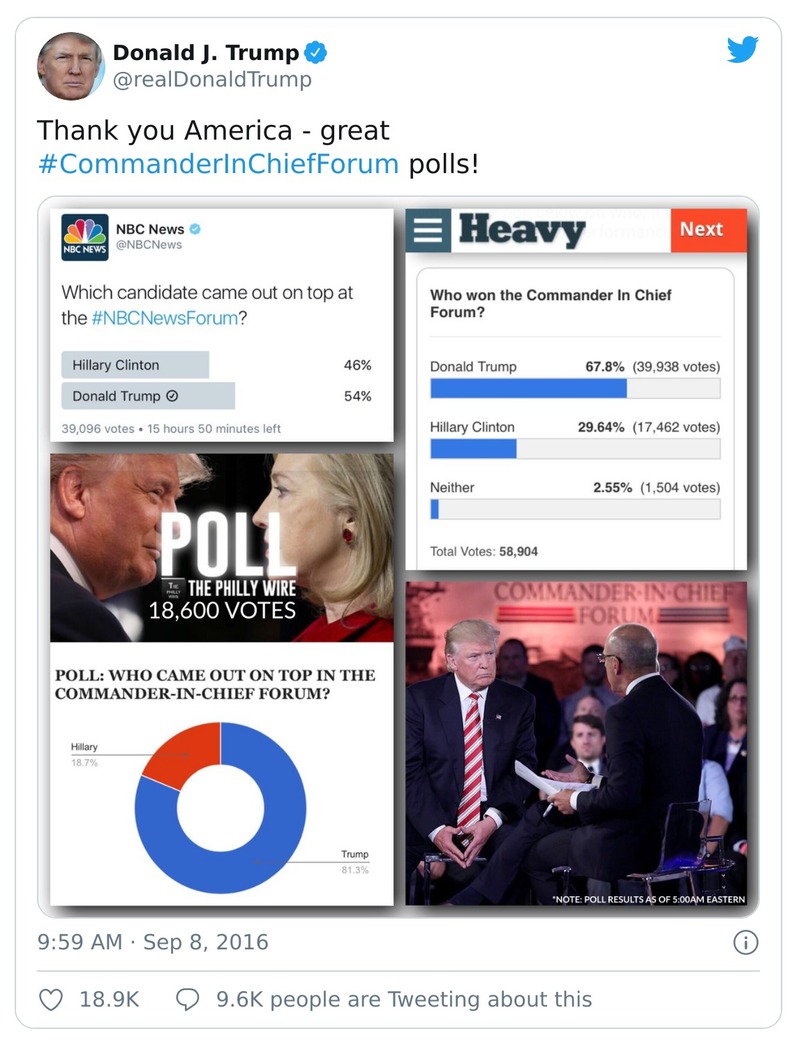 Donald J. Trump
@realDonaldTrump
Thank you America - great
#CommanderInChiefForum polls!
NBC NEWS
NBC News
@NBCNews
Which candidate came out on top at
the #NBCNewsForum?
Hillary Clinton 46%
Donald Trump 54%
39,096 votes • 15 hours 50 minutes left
POLL
THE PHILLY WIRE
THE PHILLY WIRE
18,600 VOTES
POLL: WHO CAME OUT ON TOP IN THE
COMMANDER-IN-CHIEF FORUM?
Hillary
18.7%
Trump
81.3%
Heavy
Next
Who won the Commander In Chief
Forum?
Donald Trump 67.8% (39,938 votes)
Hillary Clinton 29.64% (17,462 votes)
Neither 2.55% (1,504 votes)
Total Votes: 58,904
COMMANDER-IN-CHIEF
FORUM
*NOTE: POLL RESULTS AS OF 5:00AM EASTERN
9:59 AM · Sep 8, 2016
18.9K
9.6K people are Tweeting about this